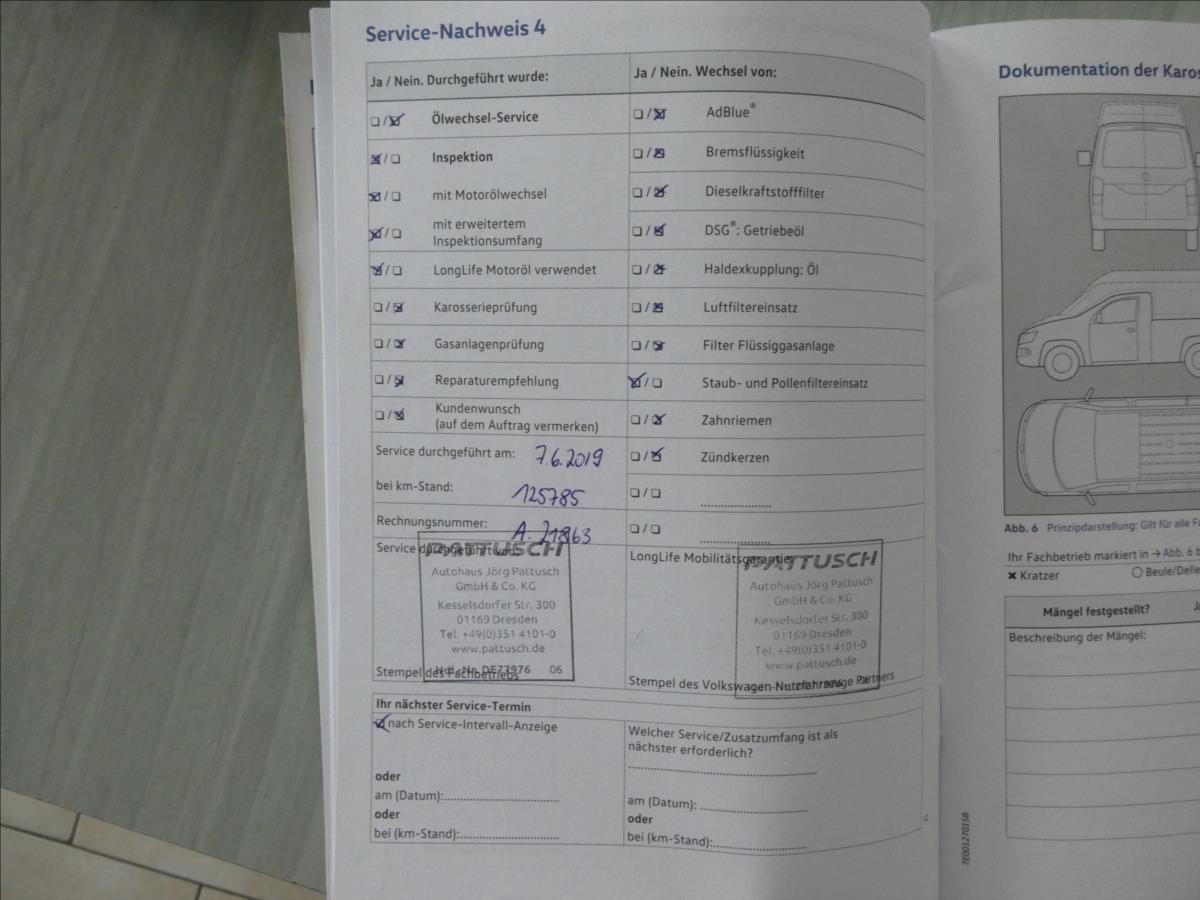 Service-Nachweis 4
Ja / Nein. Durchgeführt wurde:
Ölwechsel-Service
Inspektion
mit Motorölwechsel
mit erweitertem
Inspektionsumfang
LongLife Motoröl verwendet
Karosserieprüfung
Gasanlagenprüfung
Reparaturempfehlung
Kundenwunsch
(auf dem Auftrag vermerken)
Service durchgeführt am: 7.6.2019
bei km-Stand: 125785
Rechnungsnummer: A. 21863
Service durchgeführt von:
PATTUSCH
Autohaus Jörg Pattusch
GmbH & Co. KG
Kesselsdorfer Str. 300
01169 Dresden
Tel. +49(0)351 4101-0
www.pattusch.de
DE77976 06
Stempel des Fachbetriebs
Ja / Nein. Wechsel von:
AdBlue®
Bremsflüssigkeit
Dieselkraftstofffilter
DSG®: Getriebeöl
Haldexkupplung: Öl
Luftfiltereinsatz
Filter Flüssiggasanlage
Staub- und Pollenfiltereinsatz
Zahnriemen
Zündkerzen
LongLife Mobilitätsgarantie
PATTUSCH
Autohaus Jörg Pattusch
GmbH & Co. KG
Kesselsdorfer Str. 300
01169 Dresden
Tel. +49(0)351 4101-0
www.pattusch.de
Stempel des Volkswagen Nutzfahrzeuge Partners
Ihr nächster Service-Termin
nach Service-Intervall-Anzeige
oder
am (Datum):
oder
bei (km-Stand):
Welcher Service/Zusatzumfang ist als
nächster erforderlich?
am (Datum):
oder
bei (km-Stand):
Dokumentation der Karos
Abb. 6 Prinzipdarstellung: Gilt für alle Fa
Ihr Fachbetrieb markiert in → Abb. 6 b
× Kratzer ○ Beule/Delle
Mängel festgestellt?
Beschreibung der Mängel:
7E0012701SB